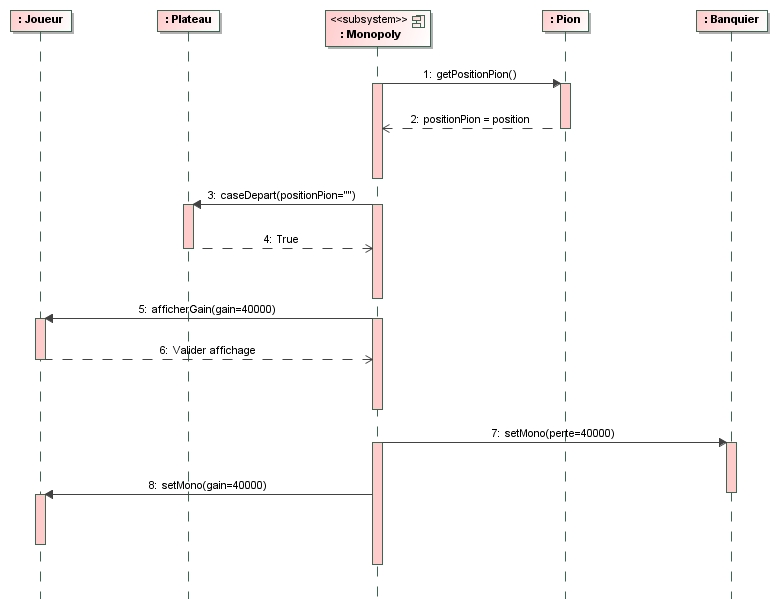 : Joueur
: Plateau
<<subsystem>>
: Monopoly
: Pion
: Banquier
1: getPositionPion()
2: positionPion = position
3: caseDepart(positionPion="")
4: True
5: afficherGain(gain=40000)
6: Valider affichage
7: setMono(perte=40000)
8: setMono(gain=40000)